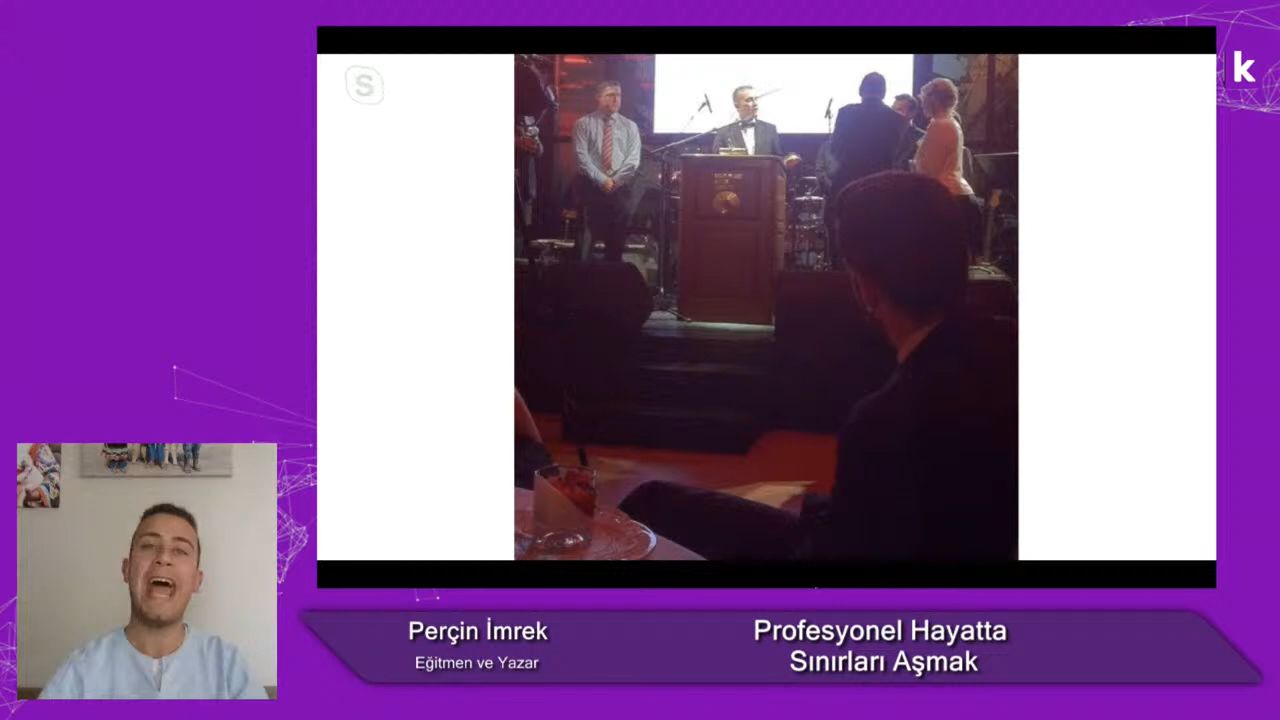 S
k
Perçin İmrek
Eğitmen ve Yazar
Profesyonel Hayatta
Sınırları Aşmak